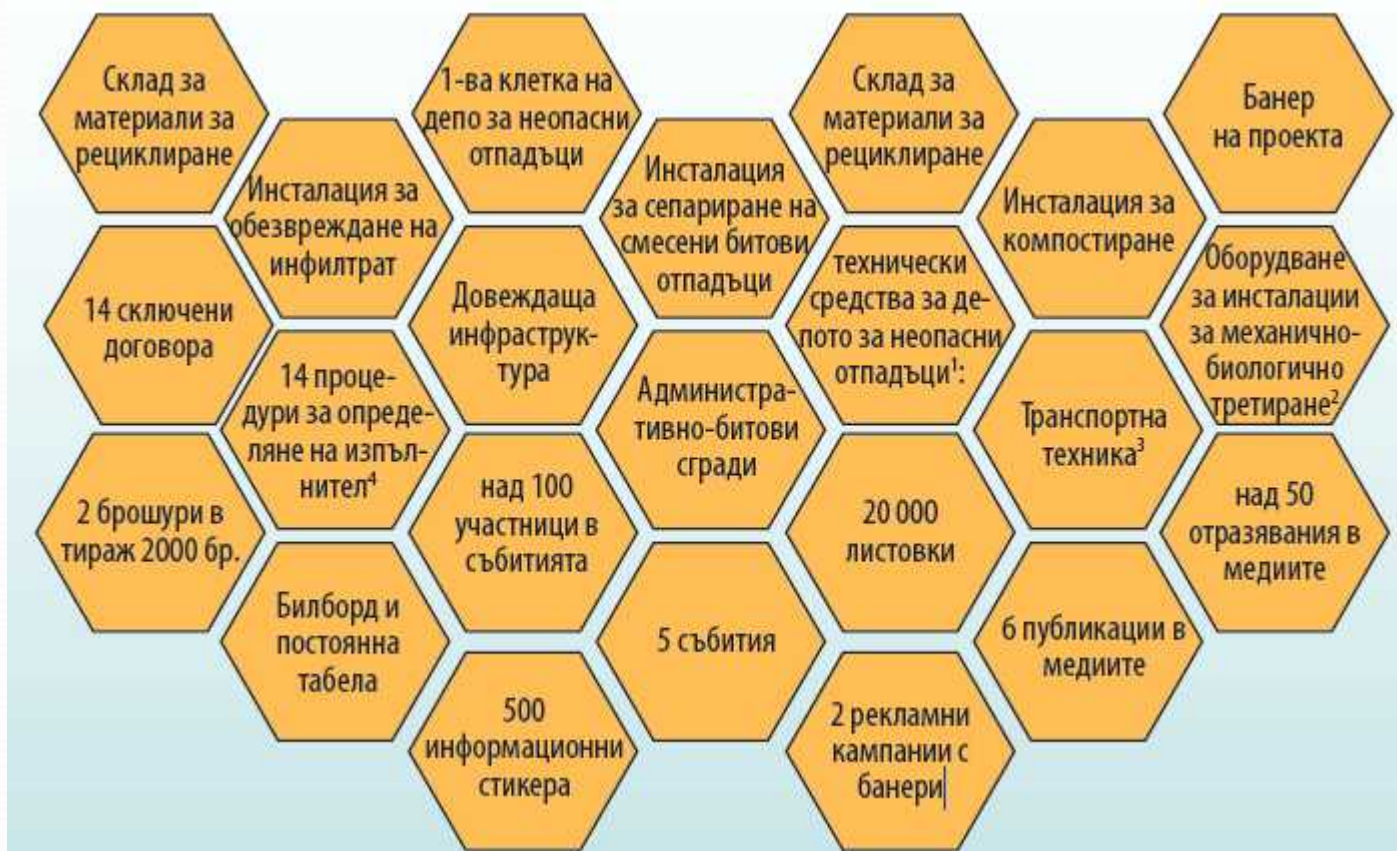 Склад за
материали за
рециклиране
1-ва клетка на
депо за неопасни
отпадъци
Склад за
материали за
рециклиране
Банер
на проекта
Инсталация за
обезвреждане на
инфилтрат
Инсталация
за сепариране на
смесени битови
отпадъци
Инсталация за
компостиране
14 сключени
договора
Довеждаща
инфраструк-
тура
технически
средства за де-
пото за неопасни
отпадъци¹:
Оборудване
за инсталации
за механично-
биологично
третиране²
14 проце-
дури за опреде-
ляне на изпъл-
нител⁴
Администра-
тивно-битови
сгради
Транспортна
техника³
2 брошури в
тираж 2000 бр.
над 100
участници в
събитията
20 000
листовки
над 50
отразявания в
медиите
Билборд и
постоянна
табела
5 събития
6 публикации в
медиите
500
информационни
стикера
2 рекламни
кампании с
банери